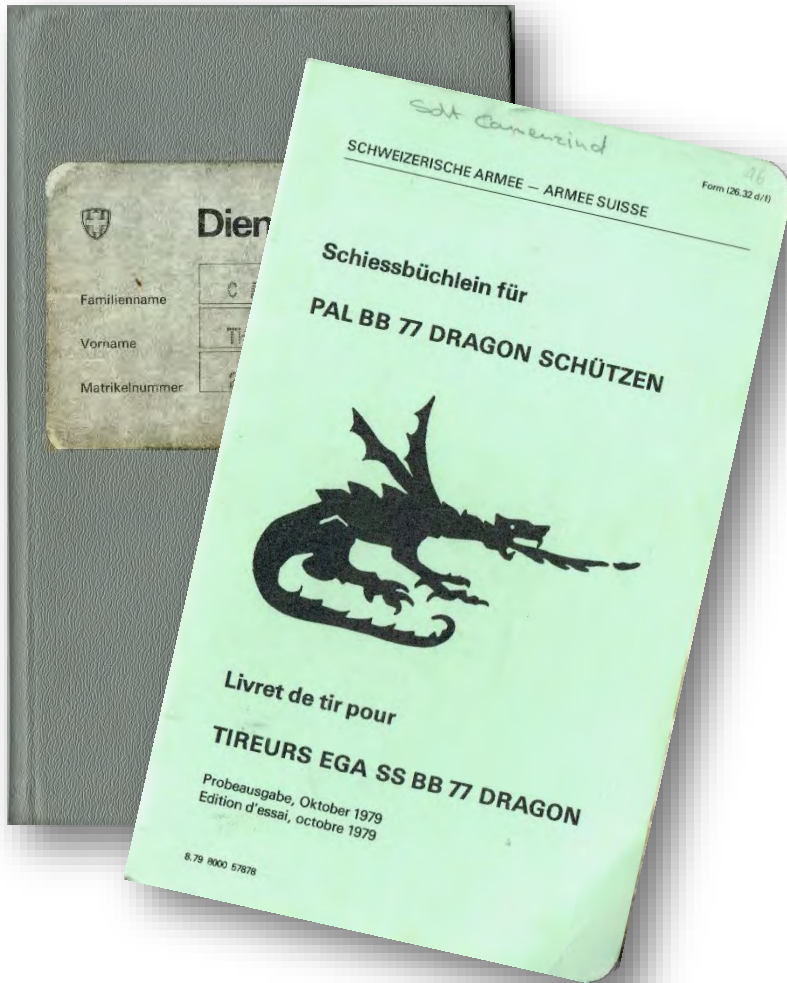 Dien
Familienname
C
Vorname
Matrikelnummer
Sdt Camenzind
46
SCHWEIZERISCHE ARMEE — ARMEE SUISSE
Form (26.32 d/f)
Schiessbüchlein für
PAL BB 77 DRAGON SCHÜTZEN
Livret de tir pour
TIREURS EGA SS BB 77 DRAGON
Probeausgabe, Oktober 1979
Edition d'essai, octobre 1979
8.79 8000 57878